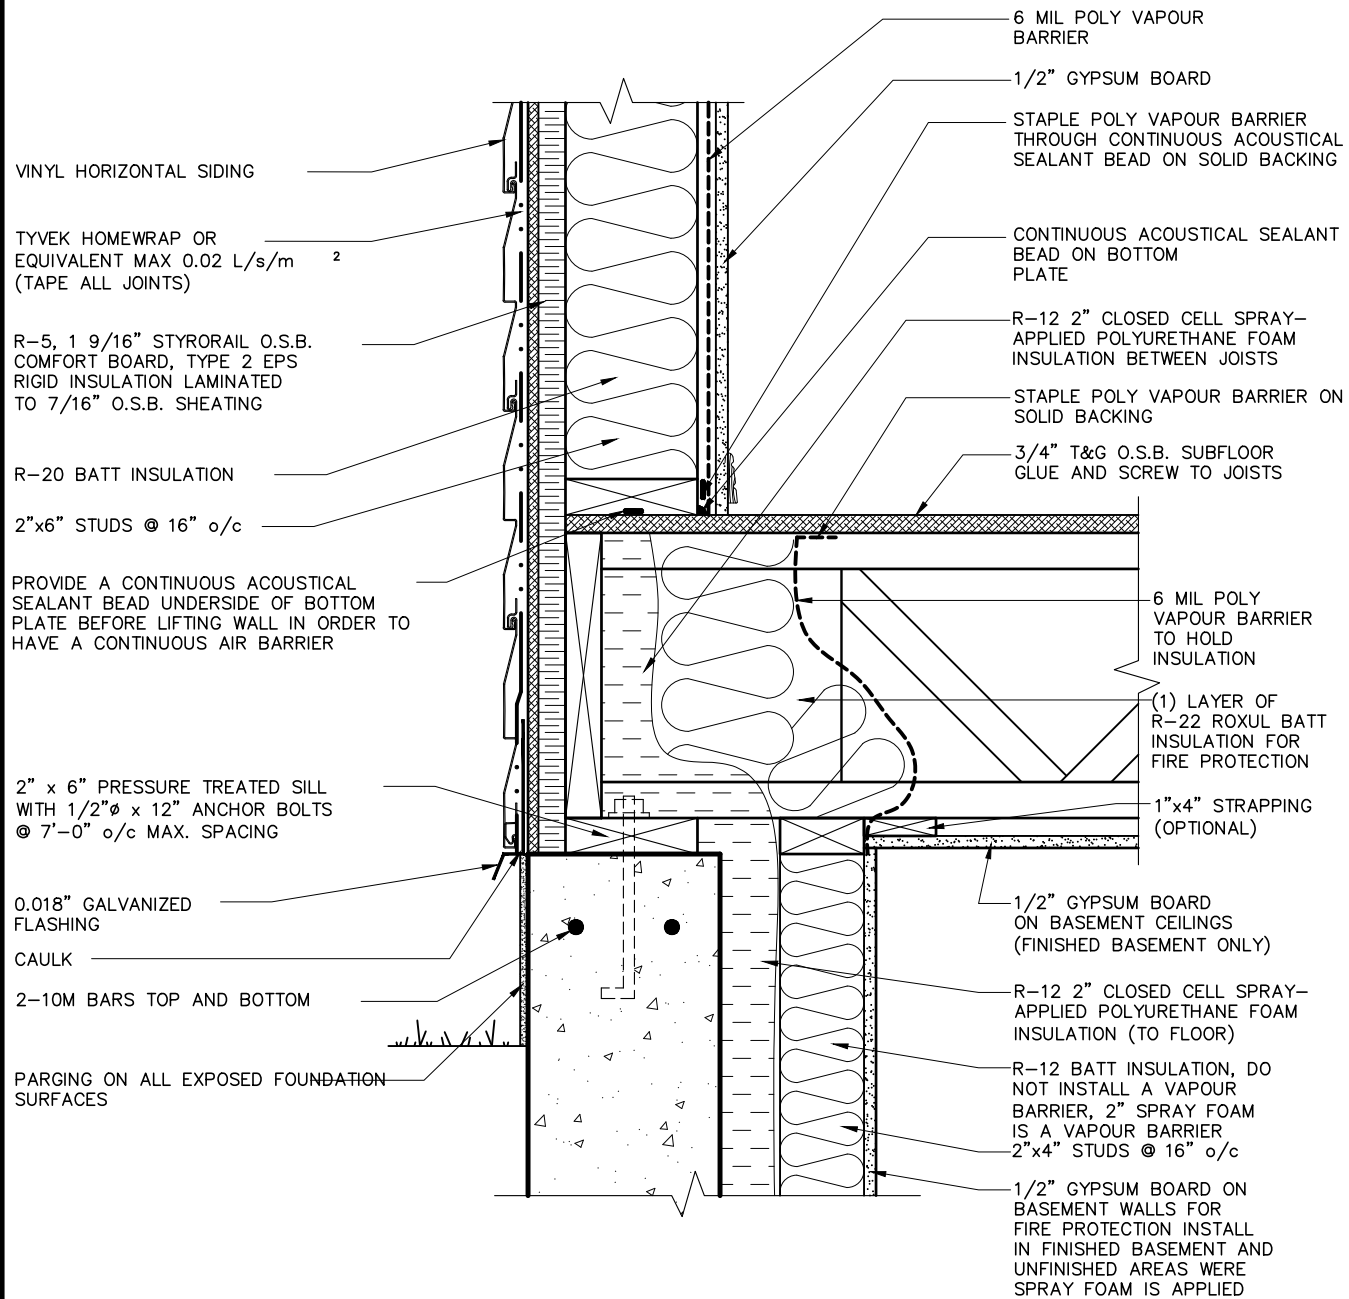 VINYL HORIZONTAL SIDING
TYVEK HOMEWRAP OR
EQUIVALENT MAX 0.02 L/s/m ²
(TAPE ALL JOINTS)
R-5, 1 9/16" STYRORAIL O.S.B.
COMFORT BOARD, TYPE 2 EPS
RIGID INSULATION LAMINATED
TO 7/16" O.S.B. SHEATING
R-20 BATT INSULATION
2"x6" STUDS @ 16" o/c
PROVIDE A CONTINUOUS ACOUSTICAL
SEALANT BEAD UNDERSIDE OF BOTTOM
PLATE BEFORE LIFTING WALL IN ORDER TO
HAVE A CONTINUOUS AIR BARRIER
2" x 6" PRESSURE TREATED SILL
WITH 1/2"ø x 12" ANCHOR BOLTS
@ 7'-0" o/c MAX. SPACING
0.018" GALVANIZED
FLASHING
CAULK
2-10M BARS TOP AND BOTTOM
PARGING ON ALL EXPOSED FOUNDATION
SURFACES
6 MIL POLY VAPOUR
BARRIER
1/2" GYPSUM BOARD
STAPLE POLY VAPOUR BARRIER
THROUGH CONTINUOUS ACOUSTICAL
SEALANT BEAD ON SOLID BACKING
CONTINUOUS ACOUSTICAL SEALANT
BEAD ON BOTTOM
PLATE
R-12 2" CLOSED CELL SPRAY-
APPLIED POLYURETHANE FOAM
INSULATION BETWEEN JOISTS
STAPLE POLY VAPOUR BARRIER ON
SOLID BACKING
3/4" T&G O.S.B. SUBFLOOR
GLUE AND SCREW TO JOISTS
6 MIL POLY
VAPOUR BARRIER
TO HOLD
INSULATION
(1) LAYER OF
R-22 ROXUL BATT
INSULATION FOR
FIRE PROTECTION
1"x4" STRAPPING
(OPTIONAL)
1/2" GYPSUM BOARD
ON BASEMENT CEILINGS
(FINISHED BASEMENT ONLY)
R-12 2" CLOSED CELL SPRAY-
APPLIED POLYURETHANE FOAM
INSULATION (TO FLOOR)
R-12 BATT INSULATION, DO
NOT INSTALL A VAPOUR
BARRIER, 2" SPRAY FOAM
IS A VAPOUR BARRIER
2"x4" STUDS @ 16" o/c
1/2" GYPSUM BOARD ON
BASEMENT WALLS FOR
FIRE PROTECTION INSTALL
IN FINISHED BASEMENT AND
UNFINISHED AREAS WERE
SPRAY FOAM IS APPLIED